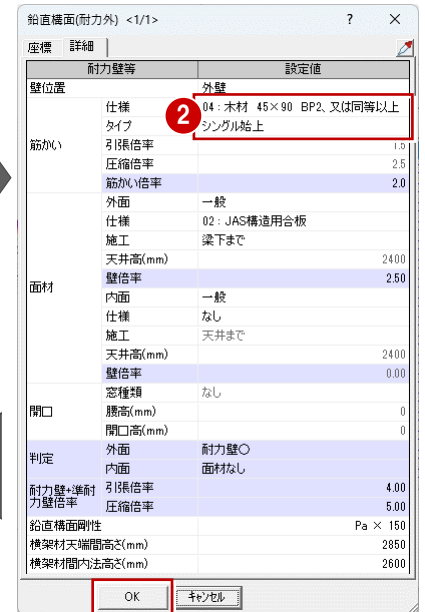 鉛直構面(耐力外) <1/1> ? ×
座標 詳細
耐力壁等 設定値
壁位置 外壁
筋かい 仕様 04：木材 45×90 BP2、又は同等以上
2
タイプ シングル始上
引張倍率 1.5
圧縮倍率 2.5
筋かい倍率 2.0
面材 外面 一般
仕様 02：JAS構造用合板
施工 梁下まで
天井高(mm) 2400
壁倍率 2.50
内面 一般
仕様 なし
施工 天井まで
天井高(mm) 2400
壁倍率 0.00
開口 窓種類 なし
腰高(mm) 0
開口高(mm) 0
判定 外面 耐力壁○
内面 面材なし
耐力壁+準耐力壁倍率 引張倍率 4.00
圧縮倍率 5.00
鉛直構面剛性 Pa × 150
横架材天端間高さ(mm) 2850
横架材間内法高さ(mm) 2600
OK キャンセル